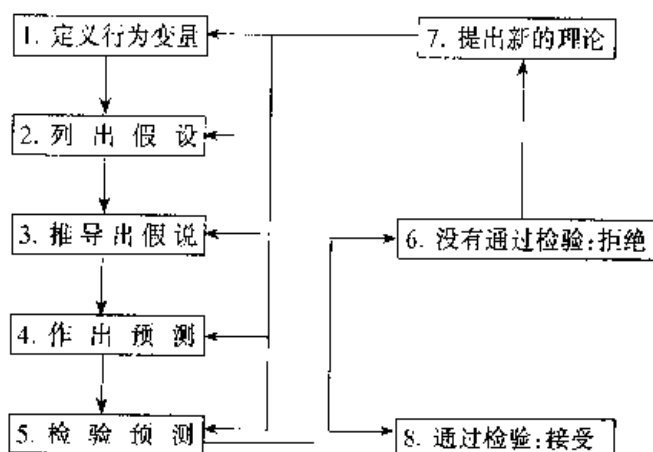 1. 定义行为变量
7. 提出新的理论
2. 列出假设
3. 推导出假说
6. 没有通过检验:拒绝
4. 作出预测
5. 检验预测
8. 通过检验:接受